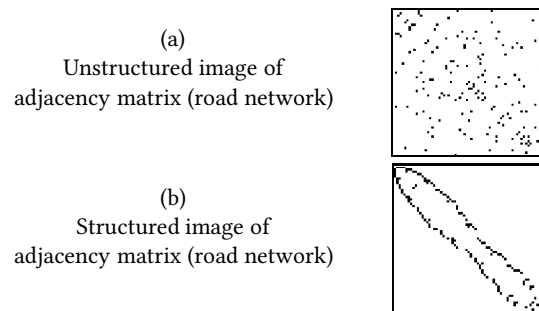 (a)
Unstructured image of
adjacency matrix (road network)
(b)
Structured image of
adjacency matrix (road network)